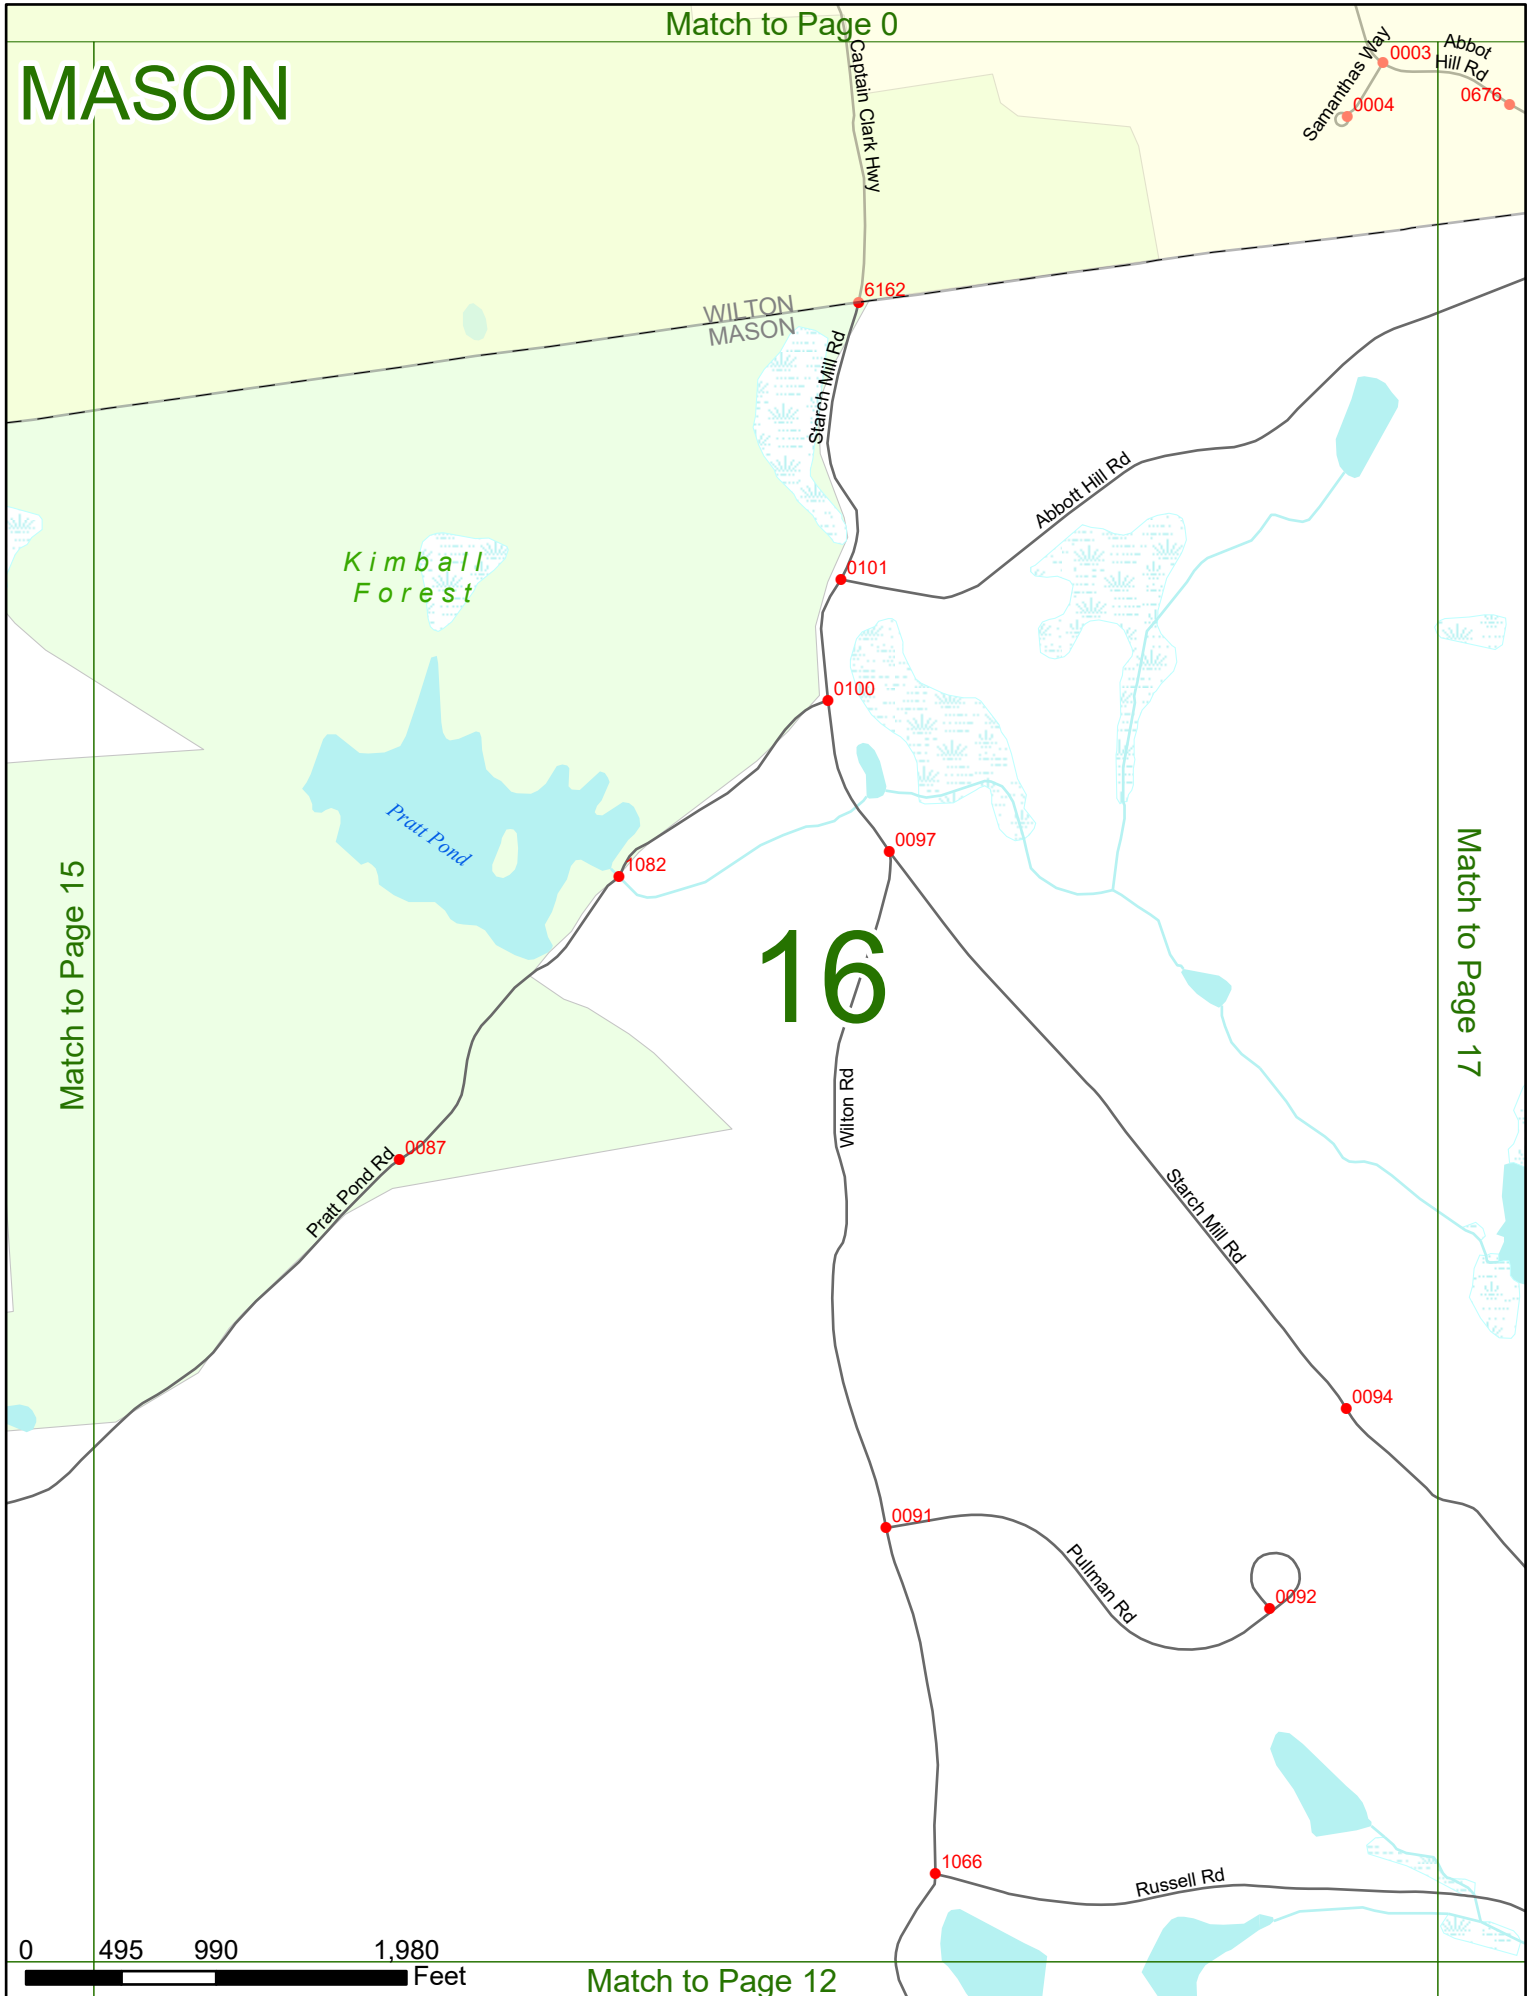 Match to Page 0
MASON
Captain Clark Hwy
Samanthas Way
0003
Abbot
Hill Rd
0004
0676
6162
WILTON
MASON
Starch Mill Rd
Abbott Hill Rd
Kimball
Forest
0101
0100
Pratt Pond
0097
1082
Match to Page 15
16
Match to Page 17
Wilton Rd
0087
Pratt Pond Rd
Starch Mill Rd
0094
0091
Pullman Rd
0092
1066
Russell Rd
0 495 990 1,980
Feet
Match to Page 12